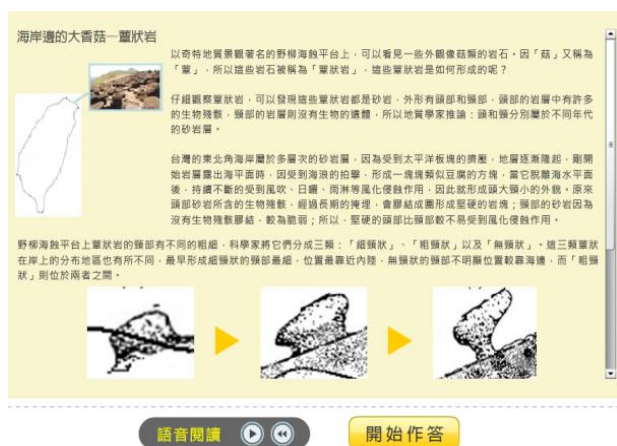 海岸邊的大香菇─蕈狀岩
以奇特地質景觀著名的野柳海蝕平台上，可以看見一些外觀像菇類的岩石。因「菇」又稱為
「蕈」，所以這些岩石被稱為「蕈狀岩」，這些蕈狀岩是如何形成的呢？
仔細觀察蕈狀岩，可以發現這些蕈狀岩都是砂岩，外形有頭部和頸部，頭部的岩層中有許多
的生物殘骸，頸部的岩層則沒有生物的遺體，所以地質學家推論：頭和頸分別屬於不同年代
的砂岩層。
台灣的東北角海岸屬於多層次的砂岩層，因為受到太平洋板塊的擠壓，地層逐漸隆起，剛開
始岩層露出海平面時，因受到海浪的拍擊，形成一塊塊類似豆腐的方塊，當它脫離海水平面
後，持續不斷的受到風吹、日曬、雨淋等風化侵蝕作用，因此就形成頭大頸小的外貌。原來
頭部砂岩所含的生物殘骸，經過長期的掩埋，會膠結成團形成堅硬的岩塊；頸部的砂岩因為
沒有生物殘骸膠結，較為脆弱；所以，堅硬的頭部比頸部較不易受到風化侵蝕作用。
野柳海蝕平台上蕈狀岩的頸部有不同的粗細，科學家將它們分成三類：「細頸狀」、「粗頸狀」以及「無頸狀」。這三類蕈狀
在岸上的分布地區也有所不同，最早形成細頸狀的頸部最細，位置最靠近內陸，無頸狀的頸部不明顯位置較靠海邊，而「粗頸
狀」則位於兩者之間。
語音閱讀
開始作答